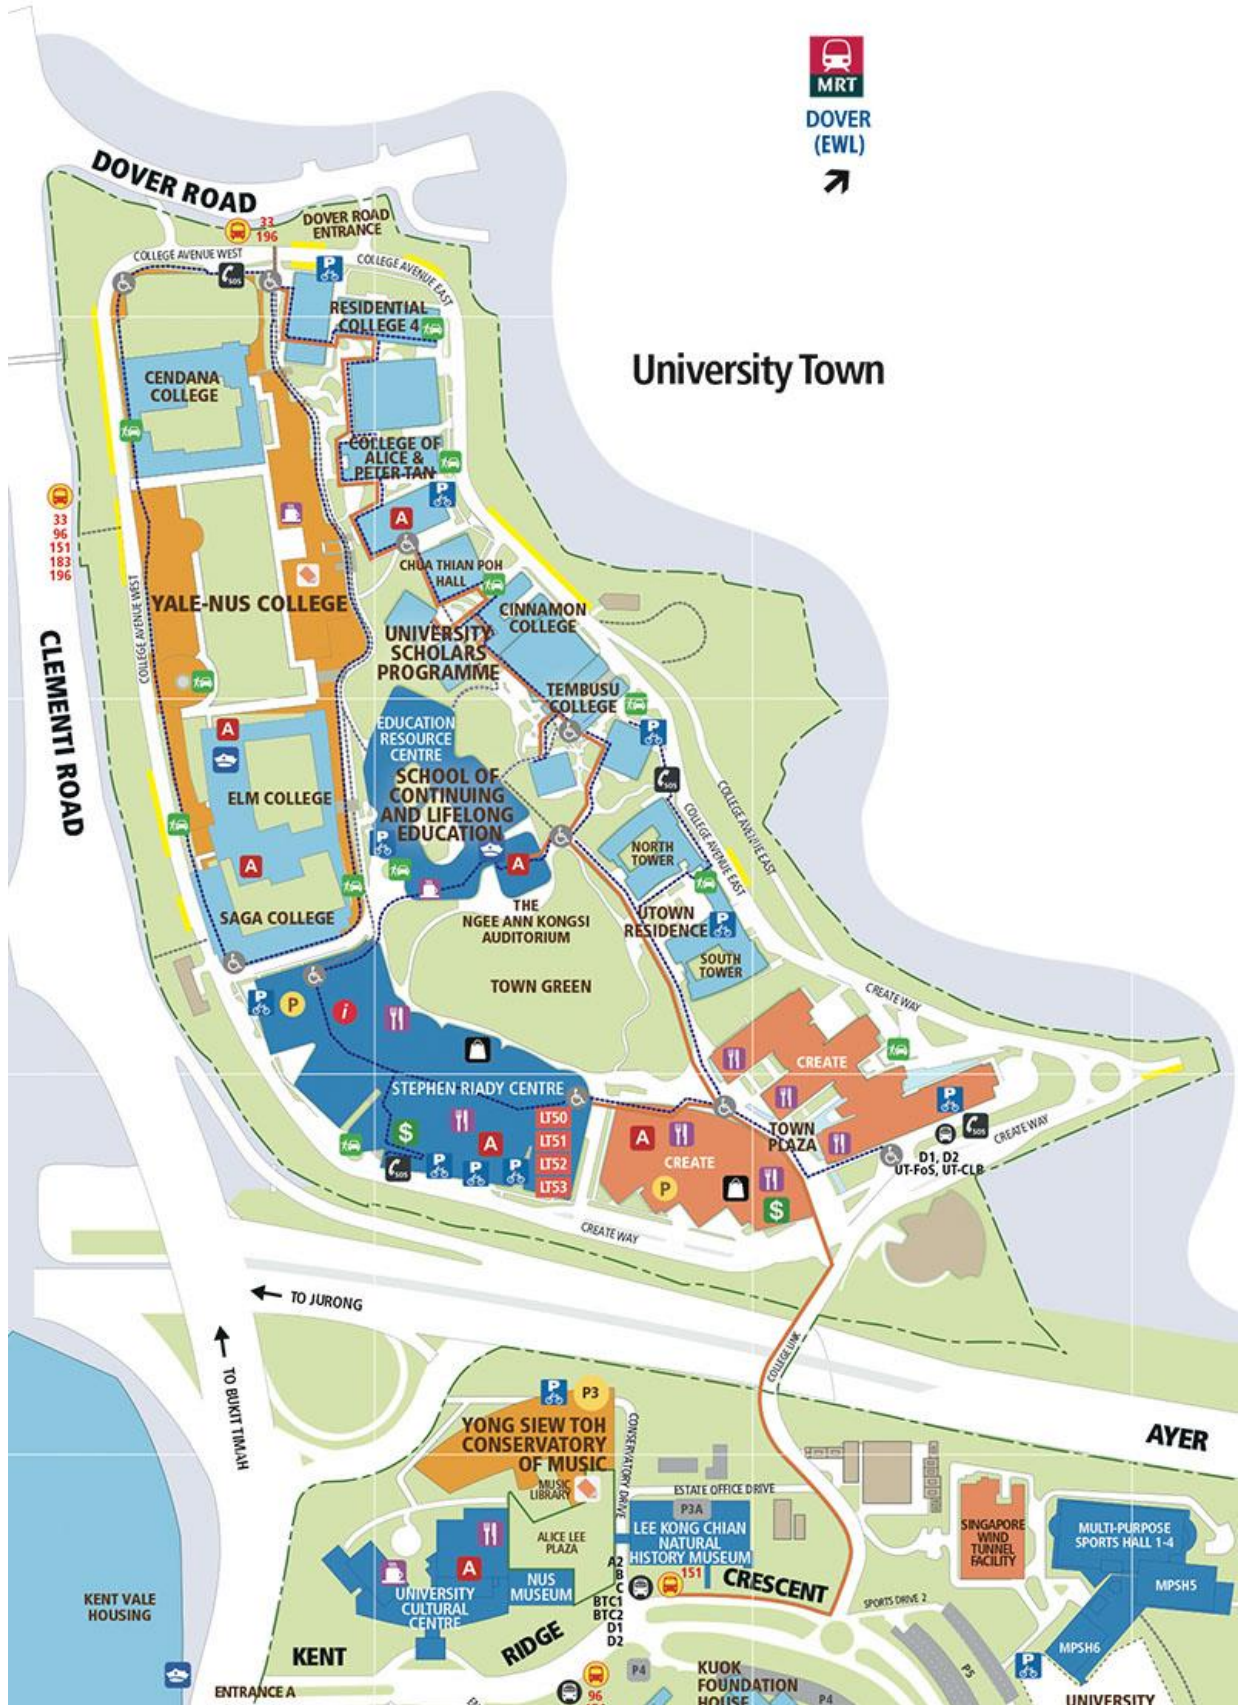 MRT
DOVER
(EWL)
DOVER ROAD
33
196
DOVER ROAD
ENTRANCE
COLLEGE AVENUE WEST
SOS
P
COLLEGE AVENUE EAST
RESIDENTIAL
COLLEGE 4
University Town
CENDANA
COLLEGE
COLLEGE OF
ALICE &
PETER TAN
P
33
96
151
183
196
A
CHUA THIAN POH
HALL
YALE-NUS COLLEGE
CINNAMON
COLLEGE
COLLEGE AVENUE WEST
UNIVERSITY
SCHOLARS
PROGRAMME
CLEMENTI ROAD
TEMBUSU
COLLEGE
A
EDUCATION
RESOURCE
CENTRE
P
SOS
SCHOOL OF
CONTINUING
AND LIFELONG
EDUCATION
ELM COLLEGE
COLLEGE AVENUE EAST
COLLEGE AVENUE EAST
P
NORTH
TOWER
A
A
SAGA COLLEGE
THE
NGEE ANN KONGSI
AUDITORIUM
UTOWN
RESIDENCE
P
SOUTH
TOWER
TOWN GREEN
P
P
i
CREATE WAY
CREATE
STEPHEN RIADY CENTRE
P
LT50
LT51
LT52
LT53
$
A
A
TOWN
PLAZA
SOS
CREATE WAY
D1, D2
UT-FoS, UT-CLB
CREATE
P
SOS
P
P
P
$
CREATE WAY
TO JURONG
TO BUKIT TIMAH
COLLEGE LINK
AYER
P
P3
YONG SIEW TOH
CONSERVATORY
OF MUSIC
MUSIC
LIBRARY
CONSERVATORY DRIVE
ESTATE OFFICE DRIVE
P3A
LEE KONG CHIAN
NATURAL
HISTORY MUSEUM
ALICE LEE
PLAZA
SINGAPORE
WIND
TUNNEL
FACILITY
MULTI-PURPOSE
SPORTS HALL 1-4
MPSH5
MPSH6
A
UNIVERSITY
CULTURAL
CENTRE
NUS
MUSEUM
A2
B
C
BTC1
BTC2
D1
D2
151
KENT
RIDGE
CRESCENT
SPORTS DRIVE 2
KENT VALE
HOUSING
ENTRANCE A
96
P4
KUOK
FOUNDATION
HOUSE
P4
P5
P
UNIVERSITY